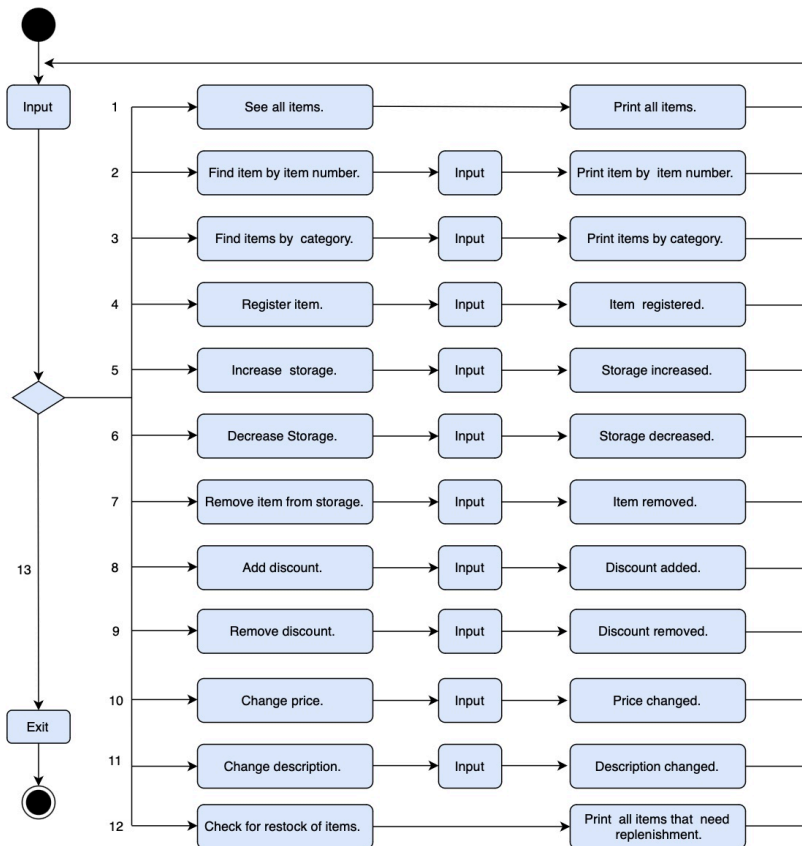 Input
1
See all items.
Print all items.
2
Find item by item number.
Input
Print item by item number.
3
Find items by category.
Input
Print items by category.
4
Register item.
Input
Item registered.
5
Increase storage.
Input
Storage increased.
6
Decrease Storage.
Input
Storage decreased.
7
Remove item from storage.
Input
Item removed.
8
Add discount.
Input
Discount added.
13
9
Remove discount.
Input
Discount removed.
10
Change price.
Input
Price changed.
Exit
11
Change description.
Input
Description changed.
12
Check for restock of items.
Print all items that need
replenishment.